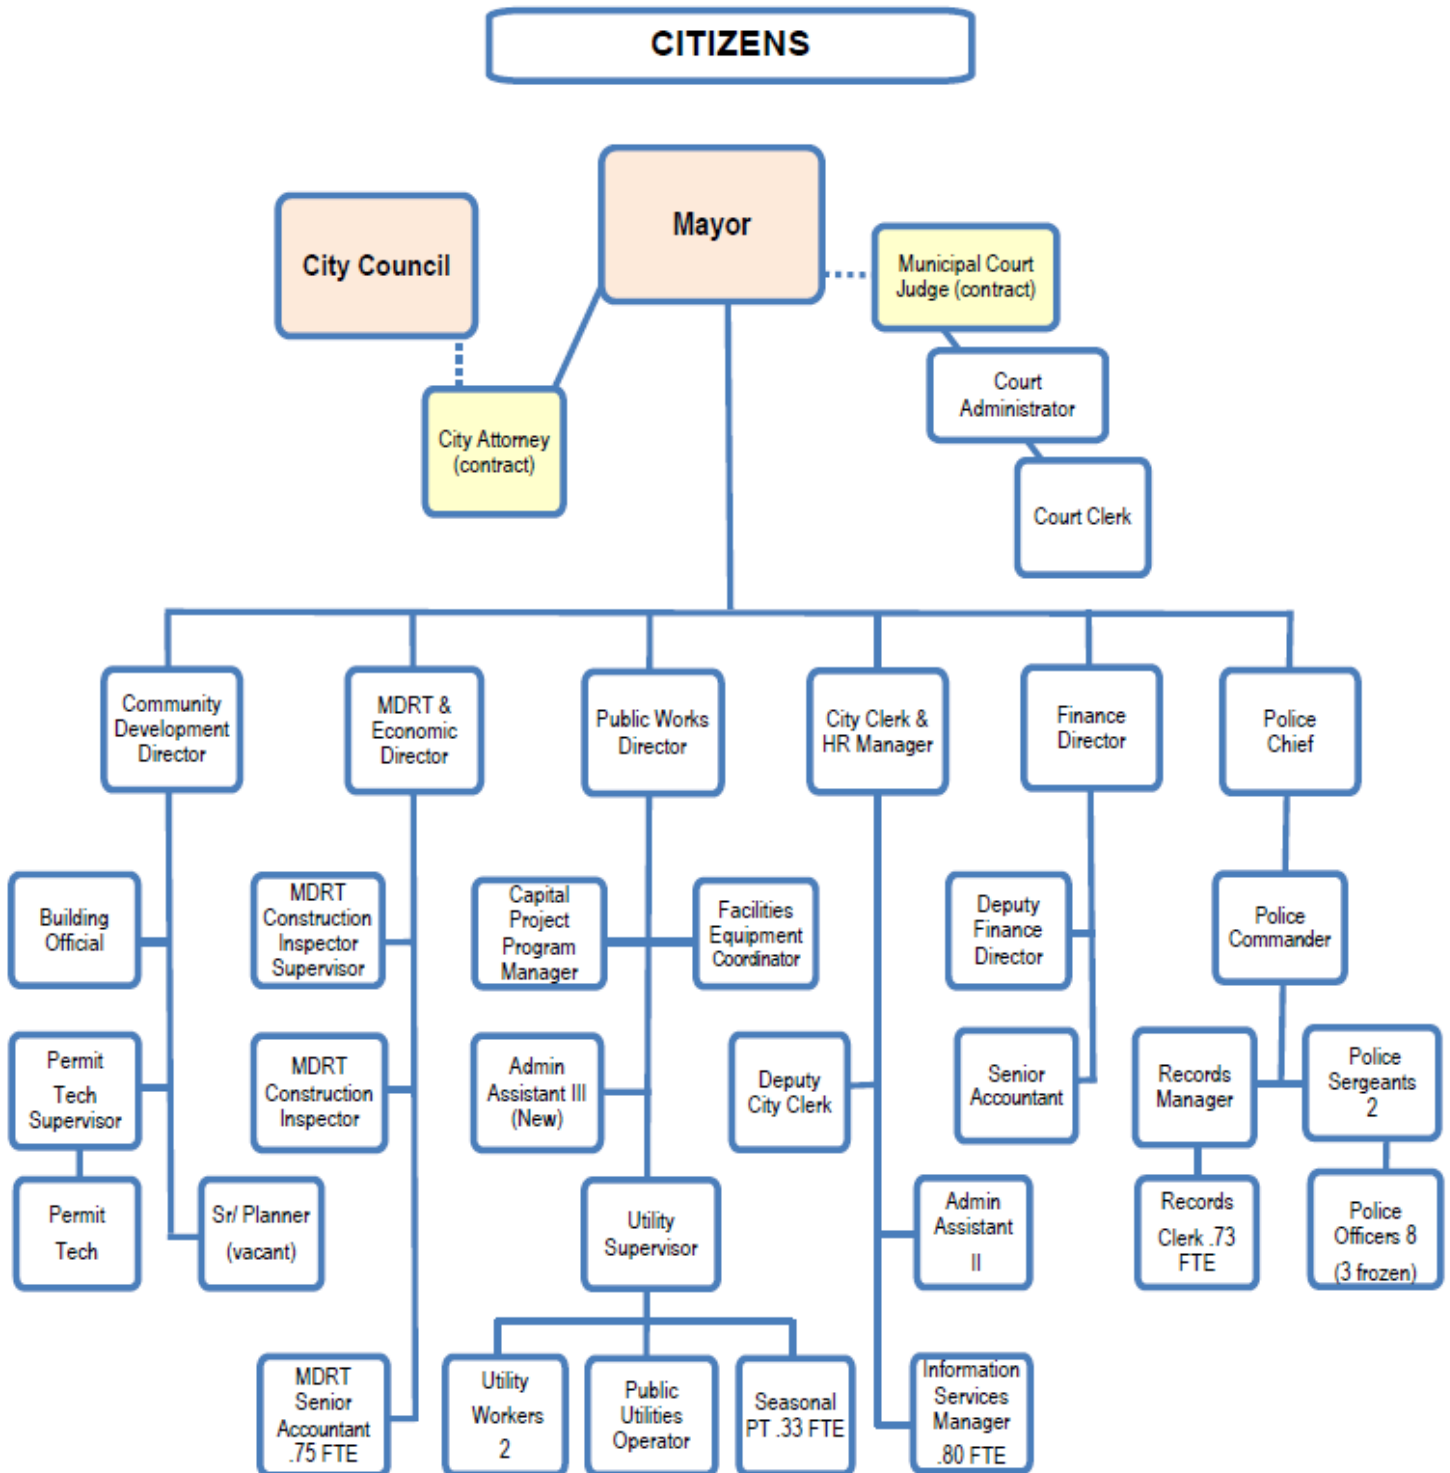 CITIZENS
Mayor
City Council
Municipal Court
Judge (contract)
Court
Administrator
City Attorney
(contract)
Court Clerk
Community
Development
Director
MDRT &
Economic
Director
Public Works
Director
City Clerk &
HR Manager
Finance
Director
Police
Chief
Building
Official
MDRT
Construction
Inspector
Supervisor
Capital
Project
Program
Manager
Facilities
Equipment
Coordinator
Deputy
Finance
Director
Police
Commander
Permit
Tech
Supervisor
MDRT
Construction
Inspector
Admin
Assistant III
(New)
Deputy
City Clerk
Senior
Accountant
Records
Manager
Police
Sergeants
2
Permit
Tech
Sr/ Planner
(vacant)
Utility
Supervisor
Admin
Assistant
II
Records
Clerk .73
FTE
Police
Officers 8
(3 frozen)
MDRT
Senior
Accountant
.75 FTE
Utility
Workers
2
Public
Utilities
Operator
Seasonal
PT .33 FTE
Information
Services
Manager
.80 FTE